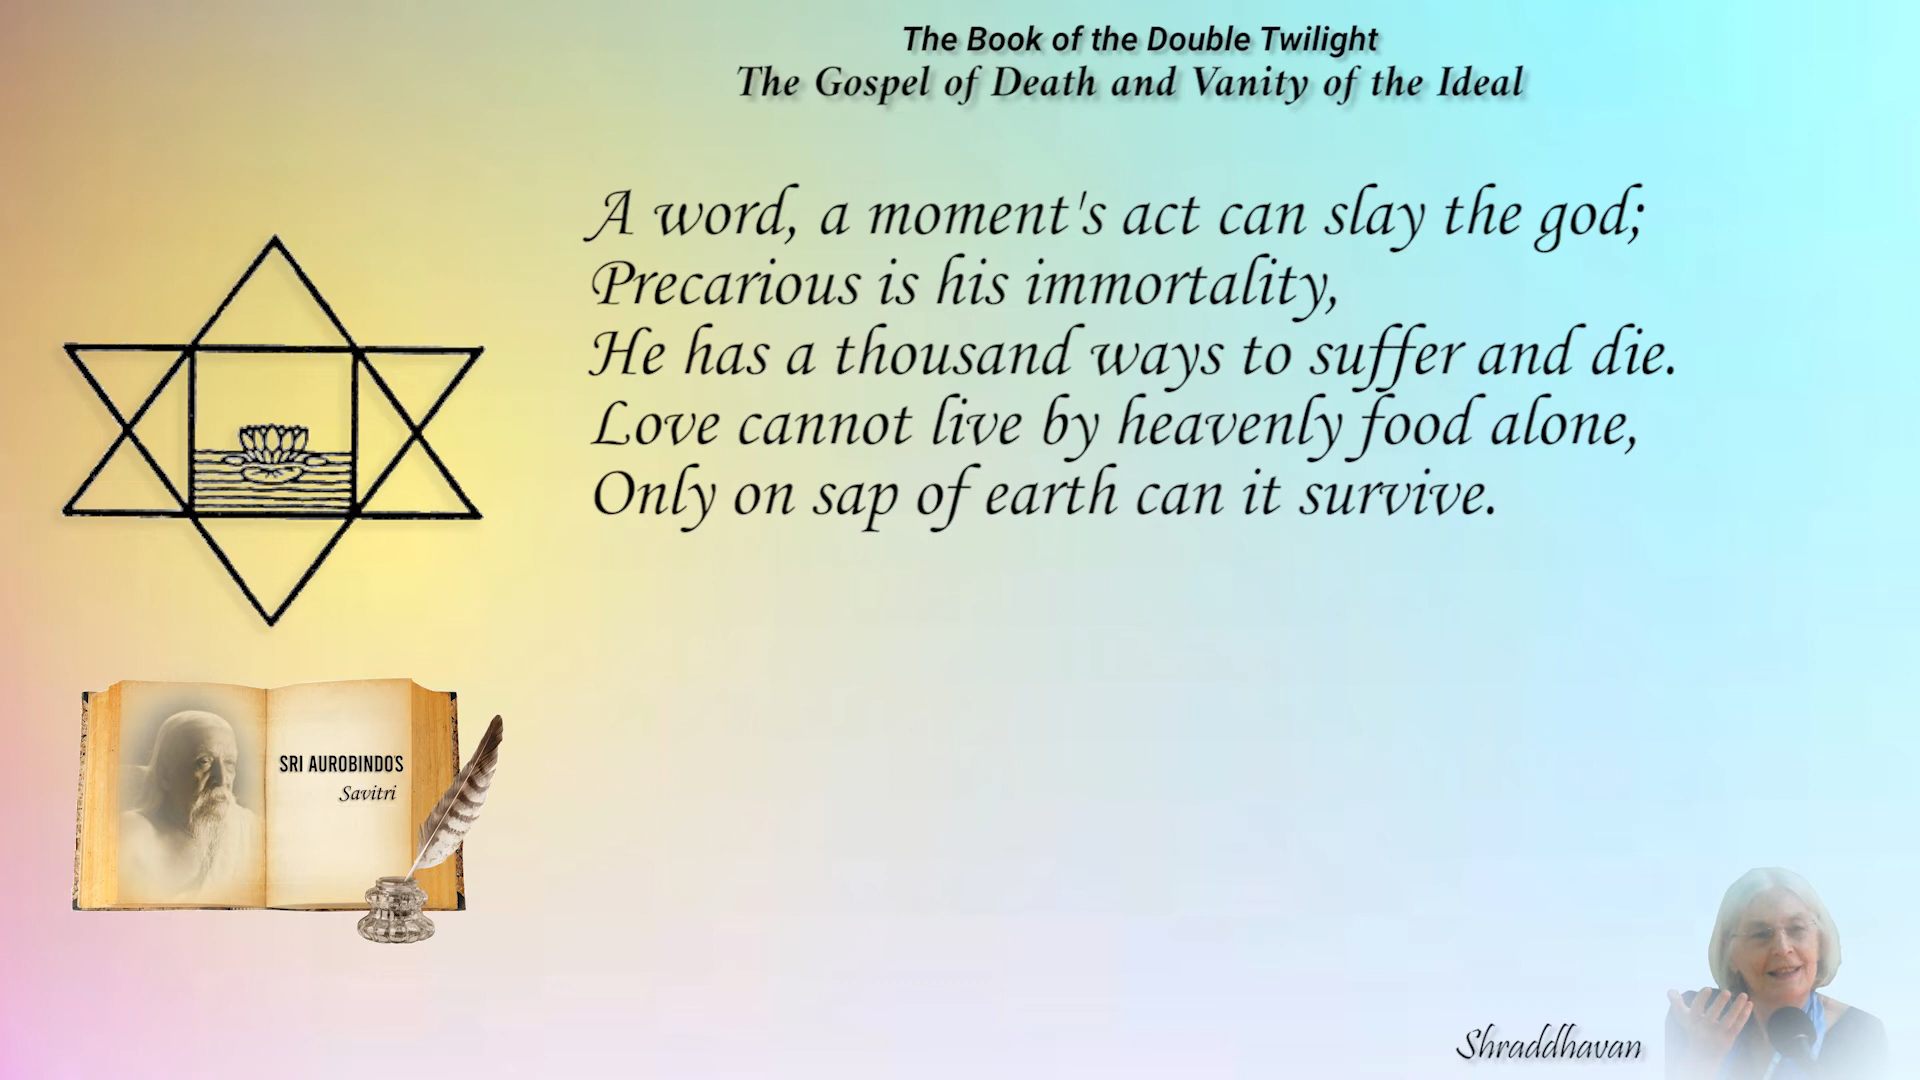 The Book of the Double Twilight
The Gospel of Death and Vanity of the Ideal
A word, a moment's act can slay the god;
Precarious is his immortality,
He has a thousand ways to suffer and die.
Love cannot live by heavenly food alone,
Only on sap of earth can it survive.
SRI AUROBINDO'S
Savitri
Shraddhavan